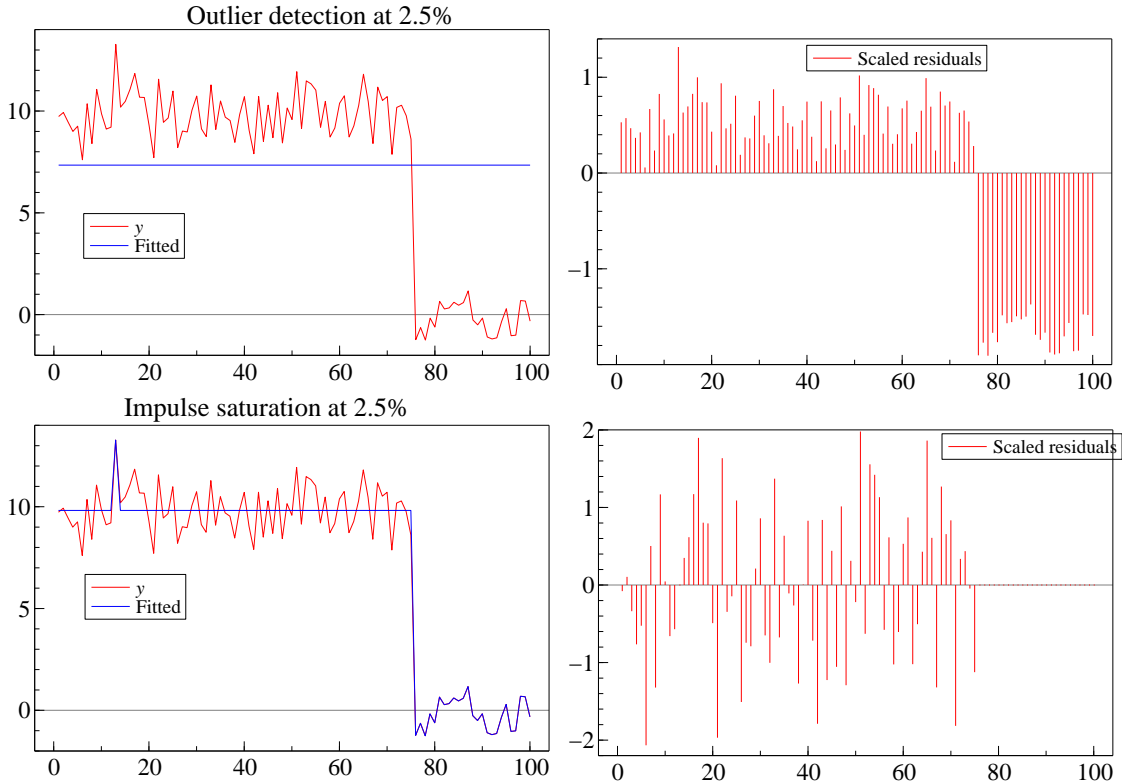 Outlier detection at 2.5%
10
5
0
y
Fitted
0 20 40 60 80 100
Scaled residuals
1
0
−1
0 20 40 60 80 100
Impulse saturation at 2.5%
10
5
0
y
Fitted
0 20 40 60 80 100
Scaled residuals
2
1
0
−1
−2
0 20 40 60 80 100